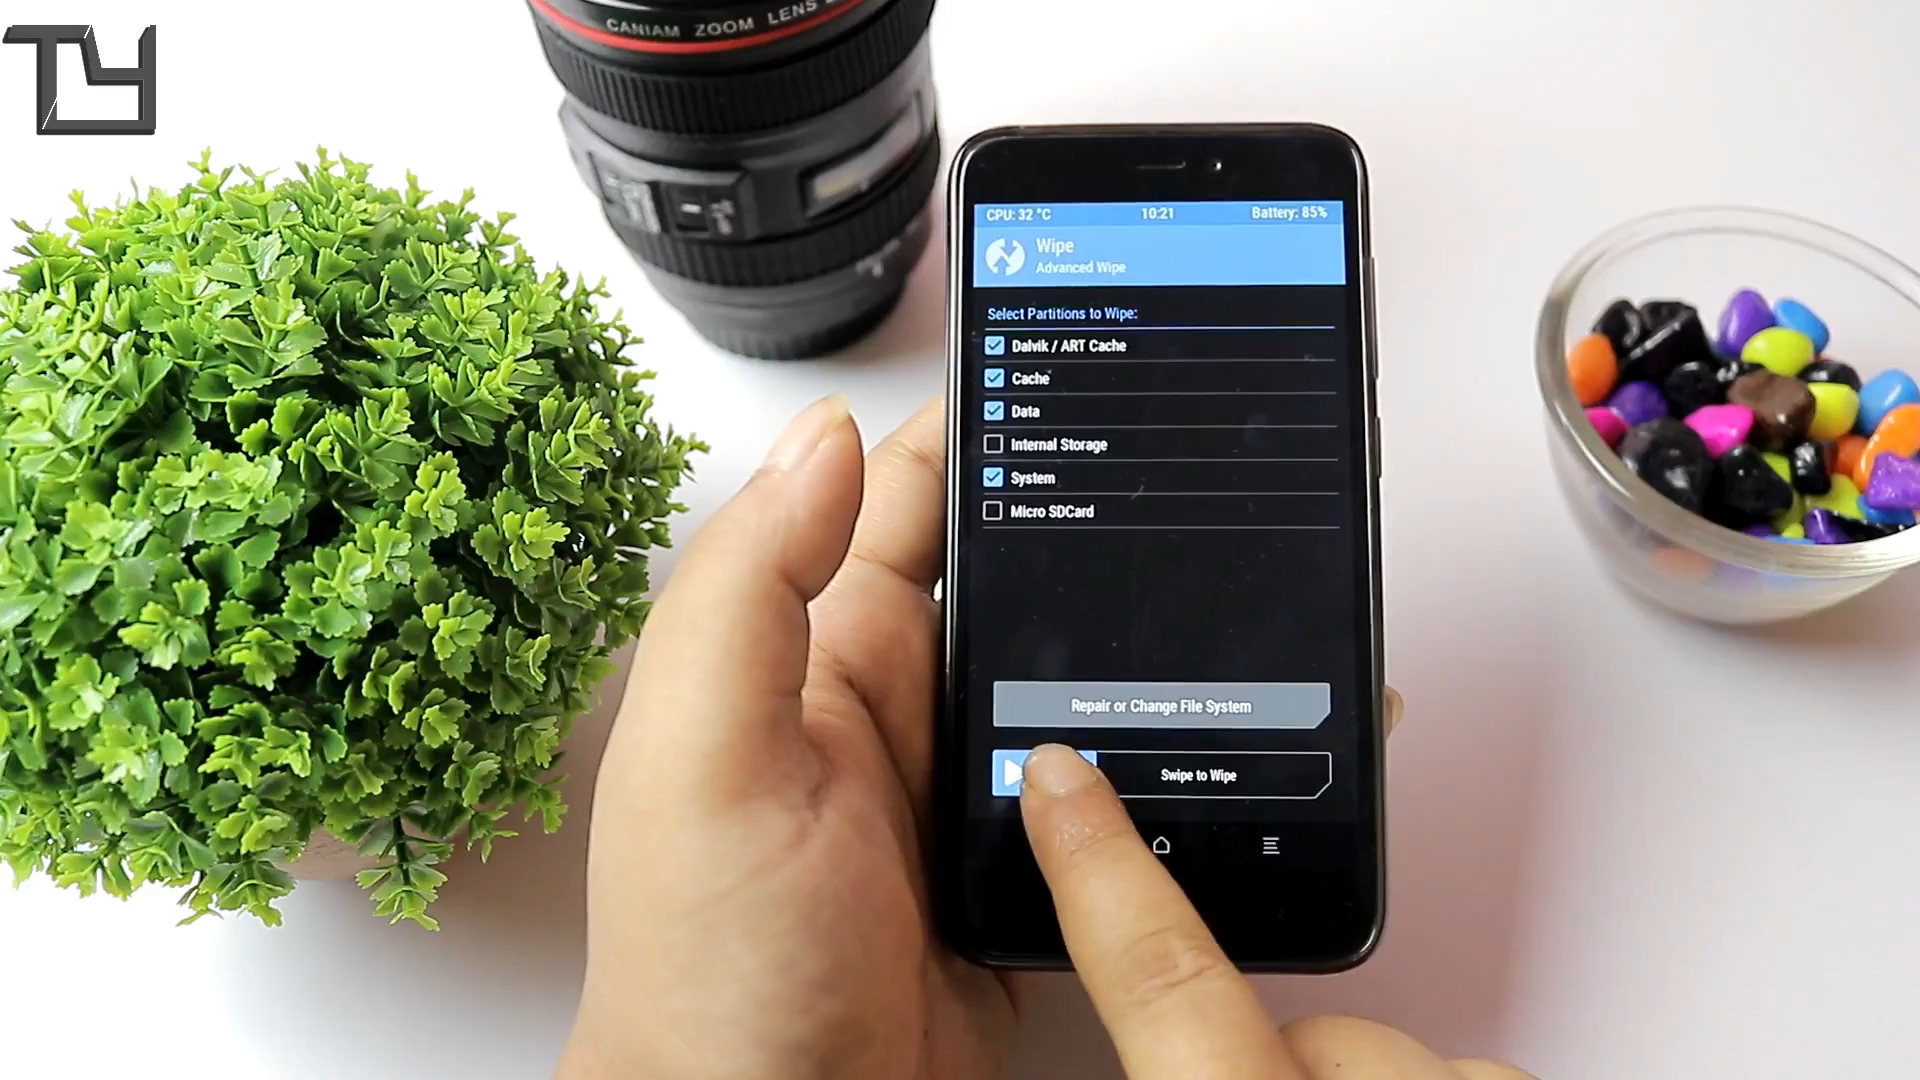 TY
CANIAM ZOOM LENS
CPU: 32 °C 10:21 Battery: 85%
Wipe
Advanced Wipe
Select Partitions to Wipe:
Dalvik / ART Cache
Cache
Data
Internal Storage
System
Micro SDCard
Repair or Change File System
Swipe to Wipe